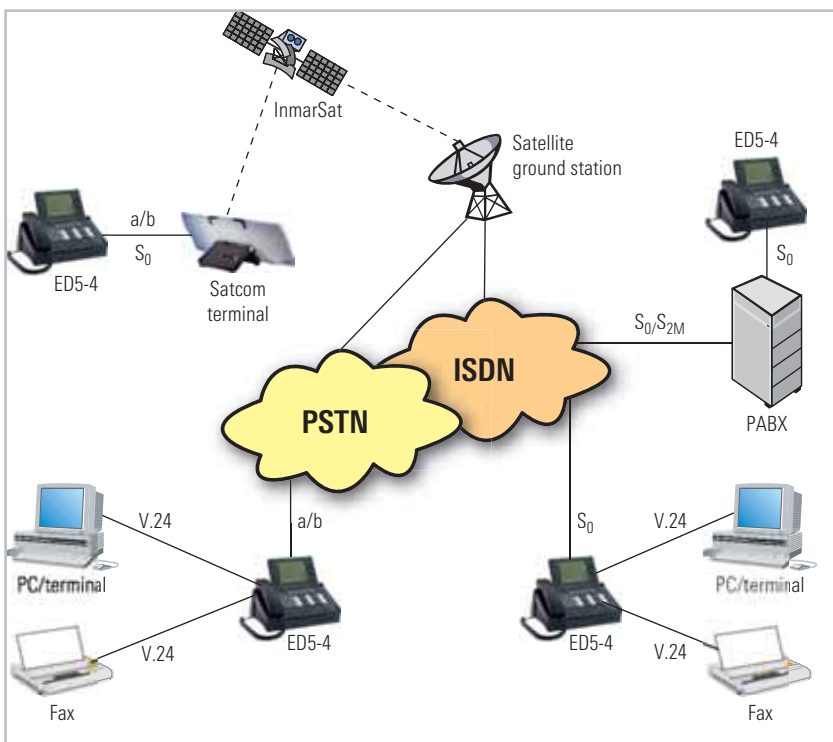 InmarSat
Satellite
ground station
ED5-4
a/b
S₀
ED5-4
Satcom
terminal
S₀
S₀/S₂M
ISDN
PSTN
PABX
a/b
S₀
V.24
PC/terminal
V.24
Fax
ED5-4
V.24
PC/terminal
ED5-4
V.24
Fax